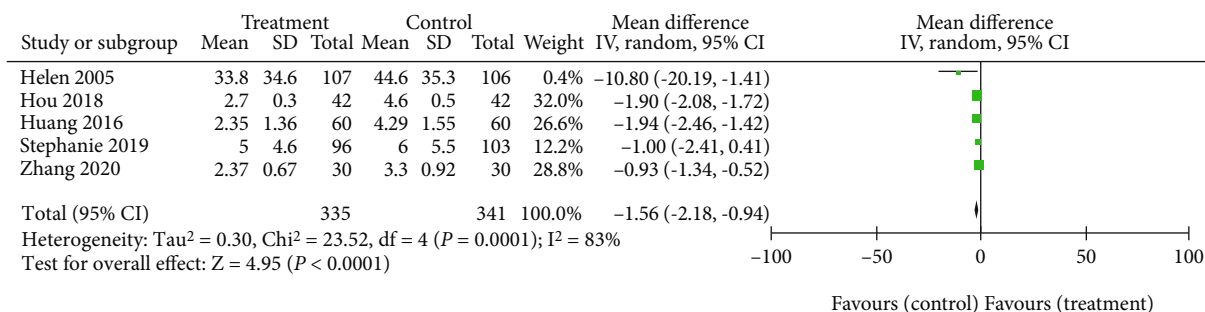 Treatment Control Mean difference Mean difference
Study or subgroup Mean SD Total Mean SD Total Weight IV, random, 95% CI IV, random, 95% CI
Helen 2005 33.8 34.6 107 44.6 35.3 106 0.4% −10.80 (-20.19, -1.41)
Hou 2018 2.7 0.3 42 4.6 0.5 42 32.0% −1.90 (-2.08, -1.72)
Huang 2016 2.35 1.36 60 4.29 1.55 60 26.6% −1.94 (-2.46, -1.42)
Stephanie 2019 5 4.6 96 6 5.5 103 12.2% −1.00 (-2.41, 0.41)
Zhang 2020 2.37 0.67 30 3.3 0.92 30 28.8% −0.93 (-1.34, -0.52)
Total (95% CI) 335 341 100.0% −1.56 (-2.18, -0.94)
Heterogeneity: Tau² = 0.30, Chi² = 23.52, df = 4 (P = 0.0001); I² = 83%
Test for overall effect: Z = 4.95 (P < 0.0001)
−100 −50 0 50 100
Favours (control) Favours (treatment)